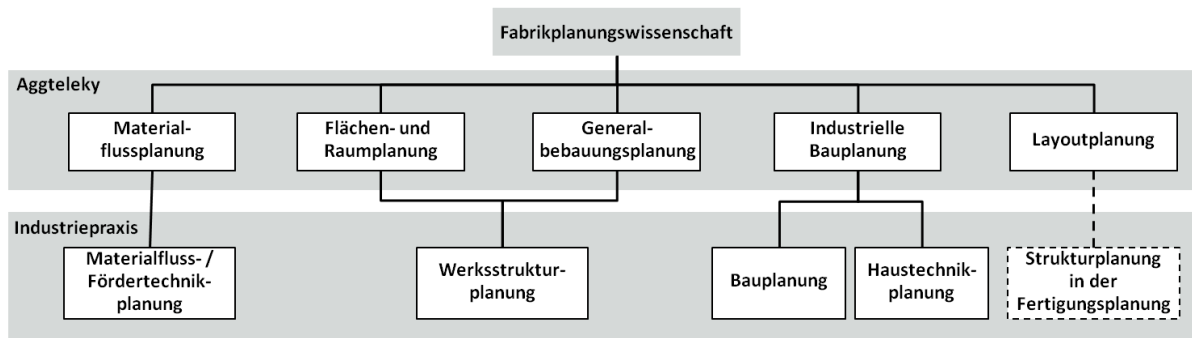 Fabrikplanungswissenschaft
Aggteleky
Material-
flussplanung
Flächen- und
Raumplanung
General-
bebauungsplanung
Industrielle
Bauplanung
Layoutplanung
Industriepraxis
Materialfluss- /
Fördertechnik-
planung
Werksstruktur-
planung
Bauplanung
Haustechnik-
planung
Strukturplanung
in der
Fertigungsplanung